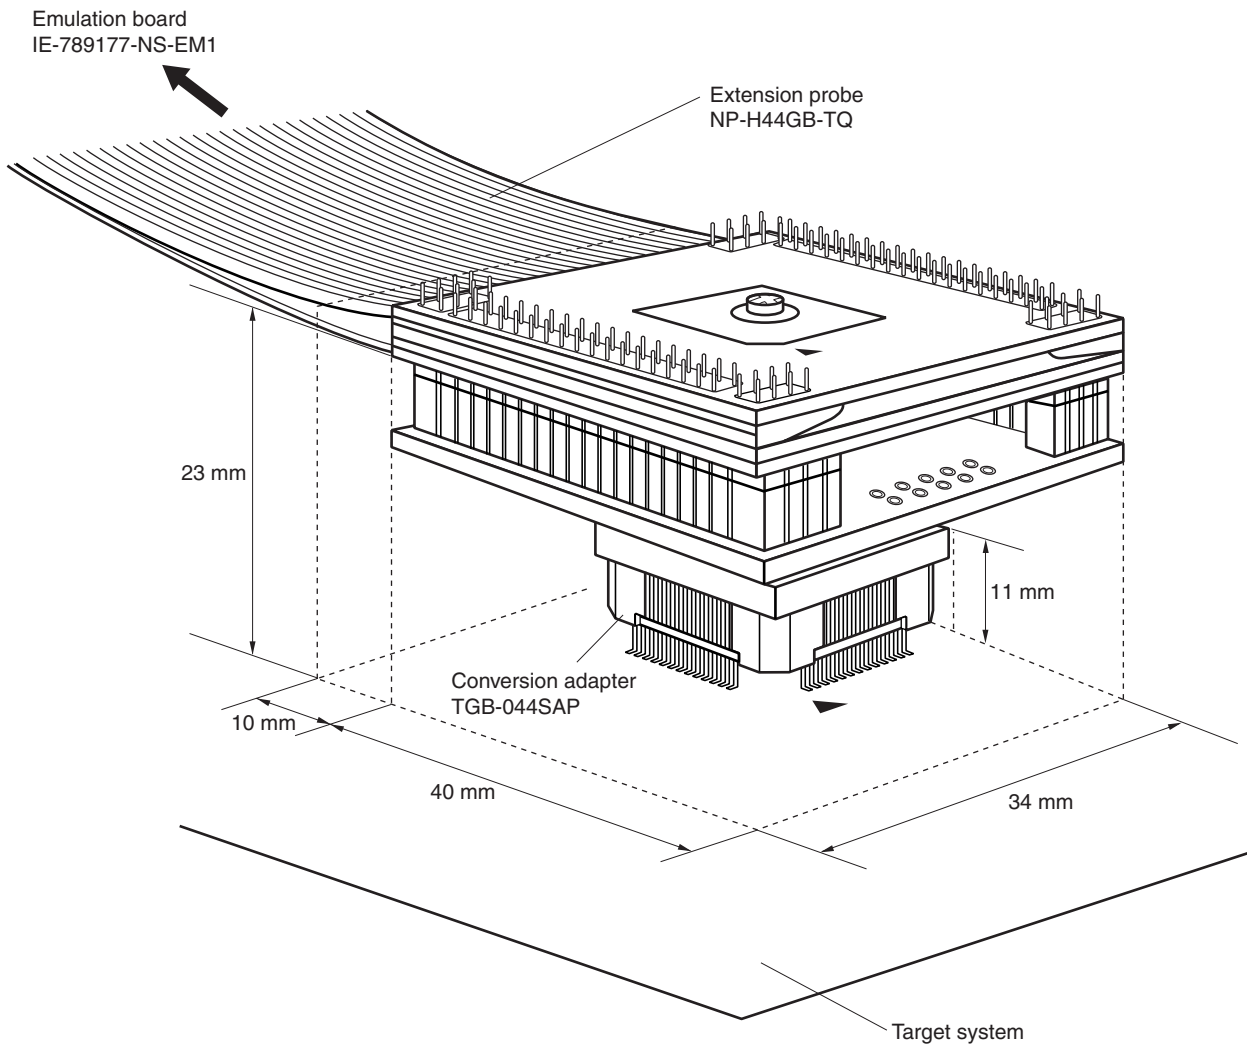 Emulation board
IE-789177-NS-EM1
Extension probe
NP-H44GB-TQ
23 mm
11 mm
Conversion adapter
TGB-044SAP
10 mm
40 mm
34 mm
Target system